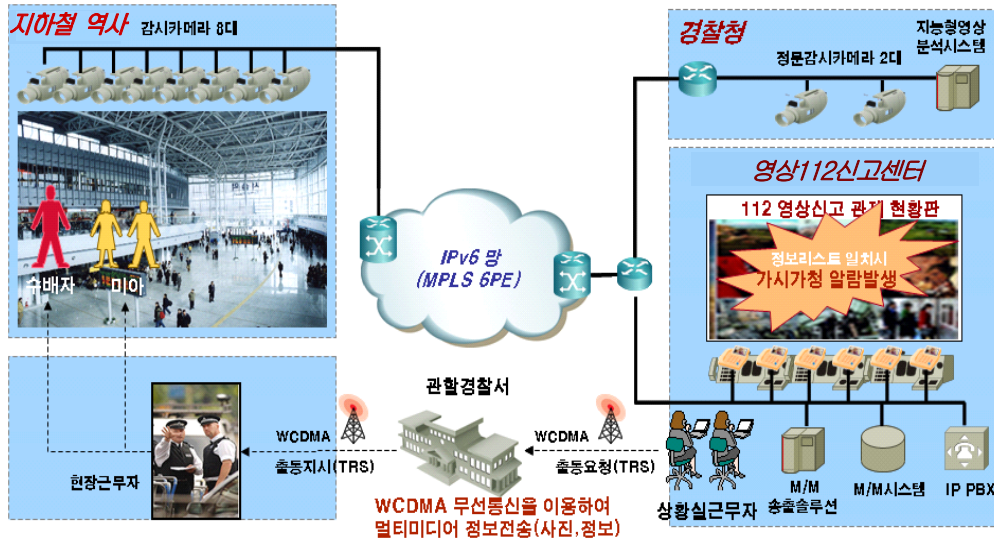 지하철 역사
감시카메라 8대
수배자
미아
현장근무자
IPv6 망
(MPLS 6PE)
경찰청
정문감시카메라 2대
지능형영상
분석시스템
영상112신고센터
112 영상신고 관제 현황판
정보리스트 일치시
가시가청 알람발생
관할경찰서
WCDMA
출동지시(TRS)
WCDMA
출동요청(TRS)
WCDMA 무선통신을 이용하여
멀티미디어 정보전송(사진,정보)
상황실근무자
M/M
송출솔루션
M/M시스템
IP PBX